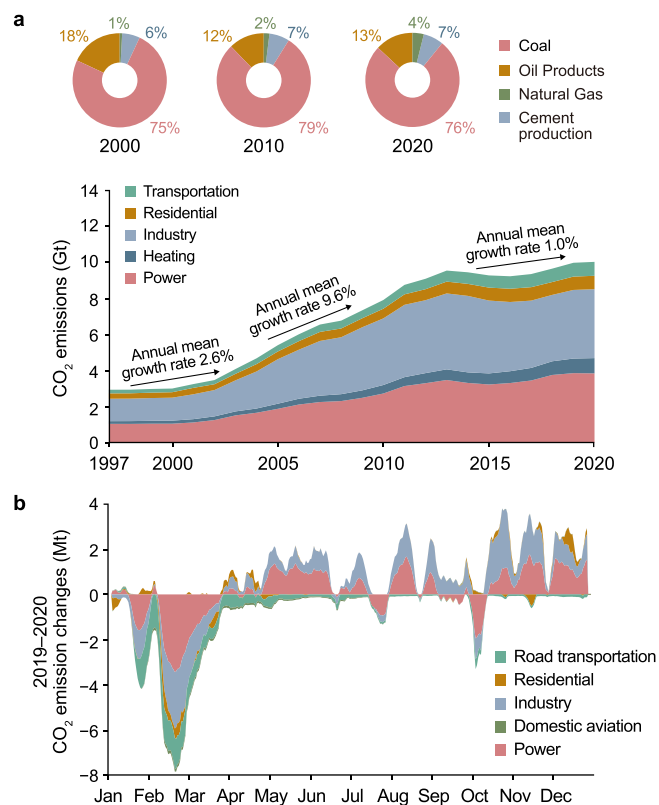 a
1%
2%
4%
18%
6%
12%
7%
13%
7%
75%
79%
76%
2000
2010
2020
Coal
Oil Products
Natural Gas
Cement
production
14
12
10
8
6
4
2
0
CO2 emissions (Gt)
Transportation
Residential
Industry
Heating
Power
Annual mean
growth rate 2.6%
Annual mean
growth rate 9.6%
Annual mean
growth rate 1.0%
1997
2000
2005
2010
2015
2020
b
4
2
0
−2
−4
−6
−8
2019–2020
CO2 emission changes (Mt)
Road transportation
Residential
Industry
Domestic aviation
Power
Jan
Feb
Mar
Apr
May
Jun
Jul
Aug
Sep
Oct
Nov
Dec